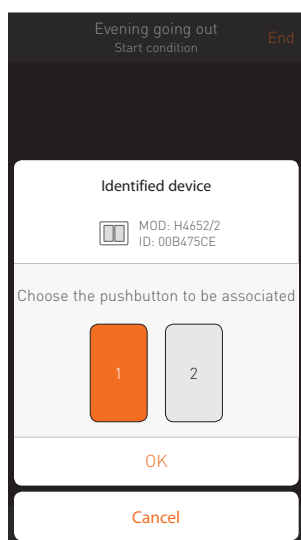 Evening going out
Start condition
End
Identified device
MOD: H4652/2
ID: 00B475CE
Choose the pushbutton to be associated
1
2
OK
Cancel